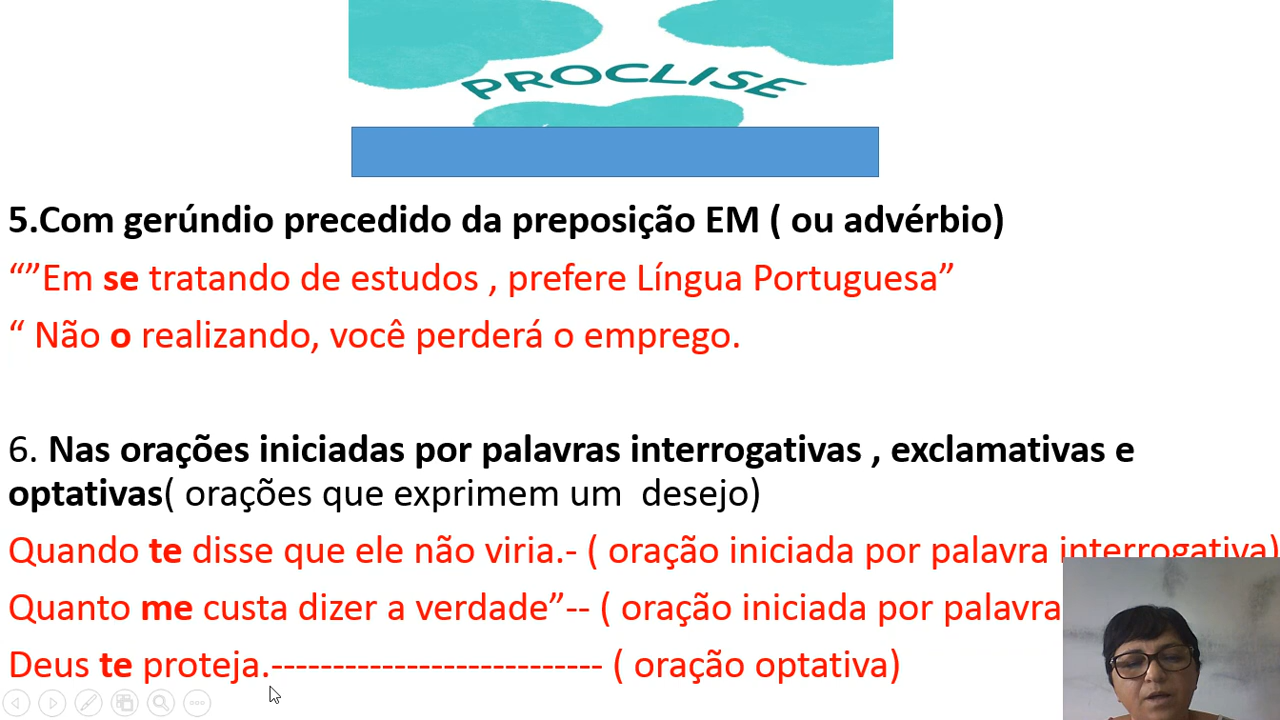 PROCLISE
5.Com gerúndio precedido da preposição EM ( ou advérbio)
“”Em se tratando de estudos , prefere Língua Portuguesa”
“ Não o realizando, você perderá o emprego.
6. Nas orações iniciadas por palavras interrogativas , exclamativas e
optativas( orações que exprimem um desejo)
Quando te disse que ele não viria.- ( oração iniciada por palavra interrogativa)
Quanto me custa dizer a verdade”-- ( oração iniciada por palavra
Deus te proteja.--------------------------- ( oração optativa)